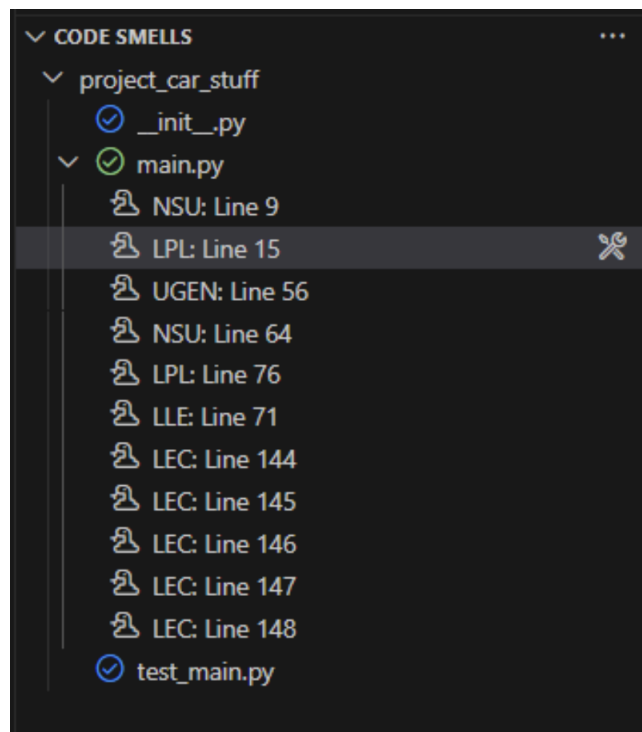 CODE SMELLS
project_car_stuff
__init__.py
main.py
NSU: Line 9
LPL: Line 15
UGEN: Line 56
NSU: Line 64
LPL: Line 76
LLE: Line 71
LEC: Line 144
LEC: Line 145
LEC: Line 146
LEC: Line 147
LEC: Line 148
test_main.py